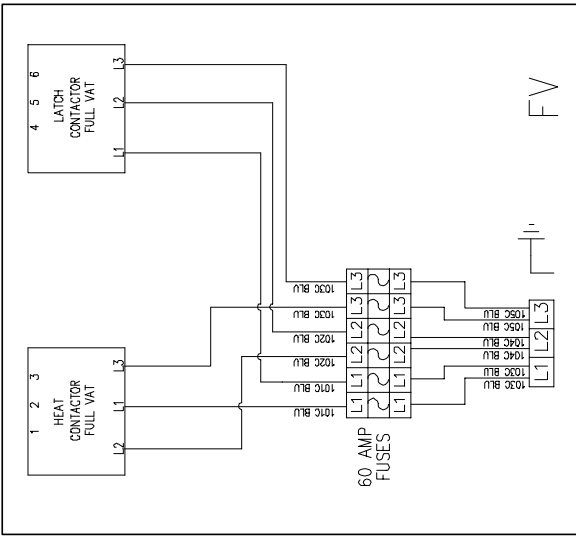 4 5 6
LATCH
CONTACTOR
FULL VAT
L1 L2 L3
1 2 3
HEAT
CONTACTOR
FULL VAT
L2 L1 L3
101C BLU
101C BLU
102C
102C
103C BLU
103C BLU
60 AMP
FUSES
L1 L1 L2 L2 L3 L3
L1 L1 L2 L2 L3 L3
103C BLU
103C BLU
104C BLU
104C BLU
105C BLU
105C BLU
L1 L2 L3
FV